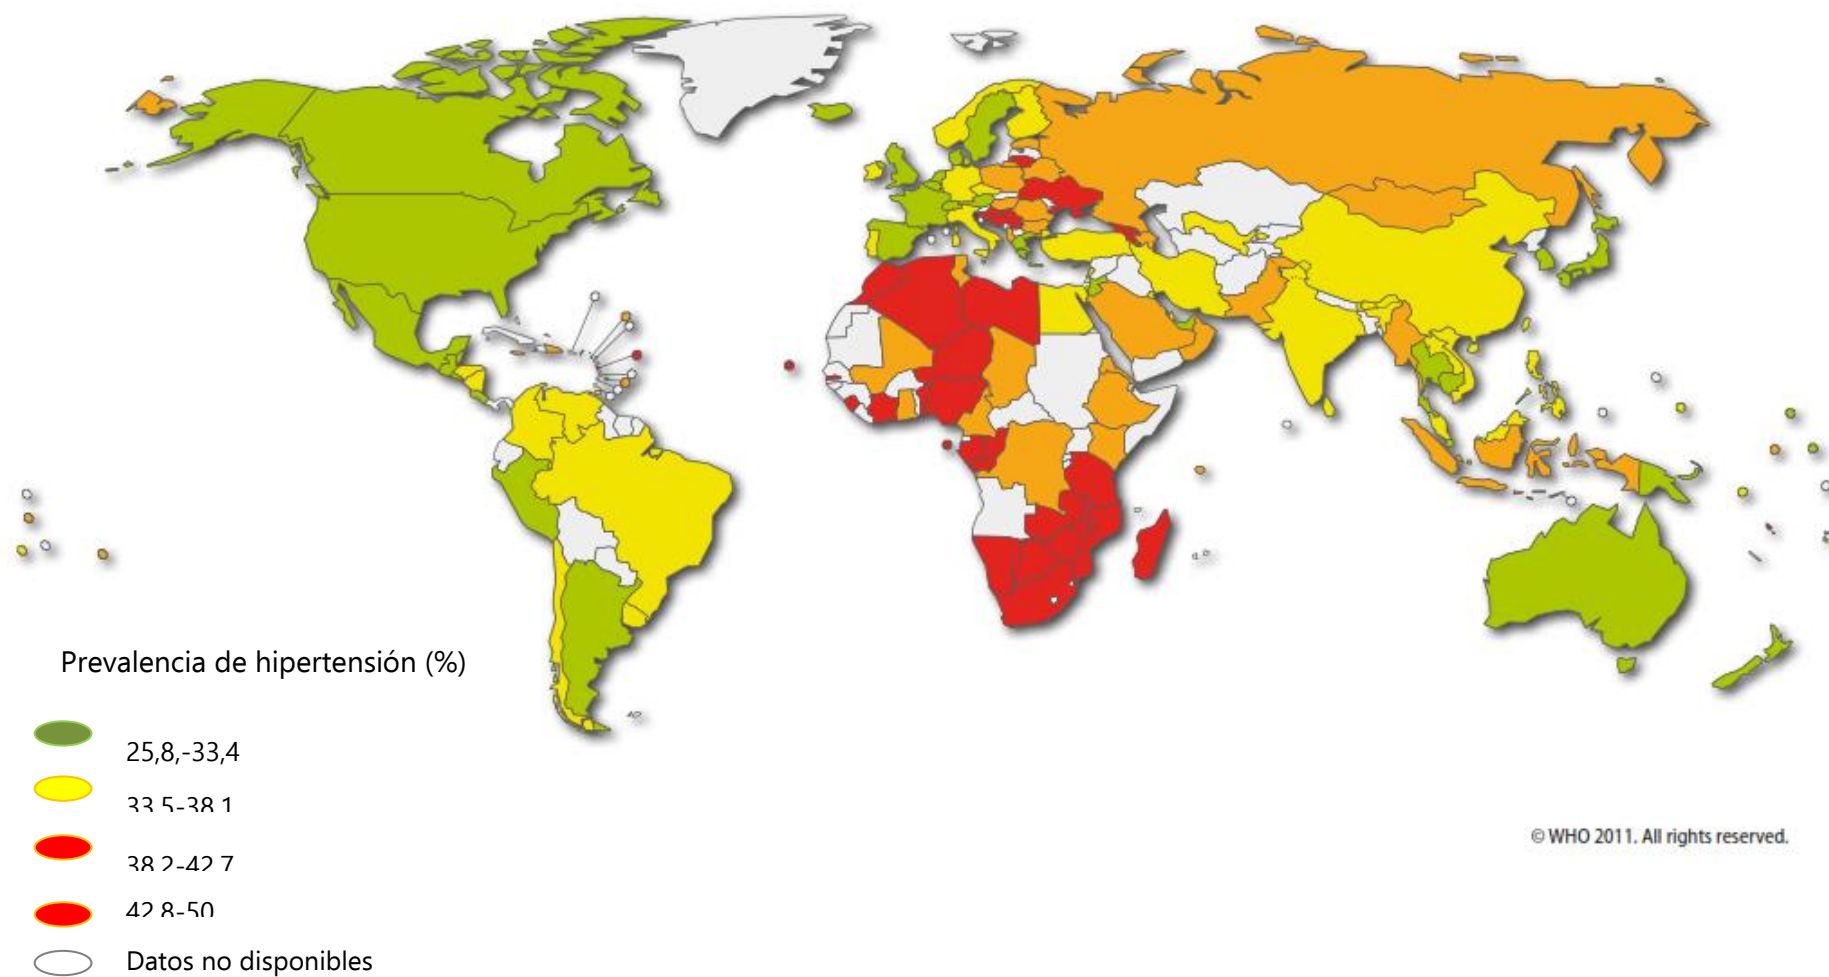 Prevalencia de hipertensión (%)
25,8,-33,4
33,5-38,1
38,2-42,7
42,8-50
Datos no disponibles
© WHO 2011. All rights reserved.